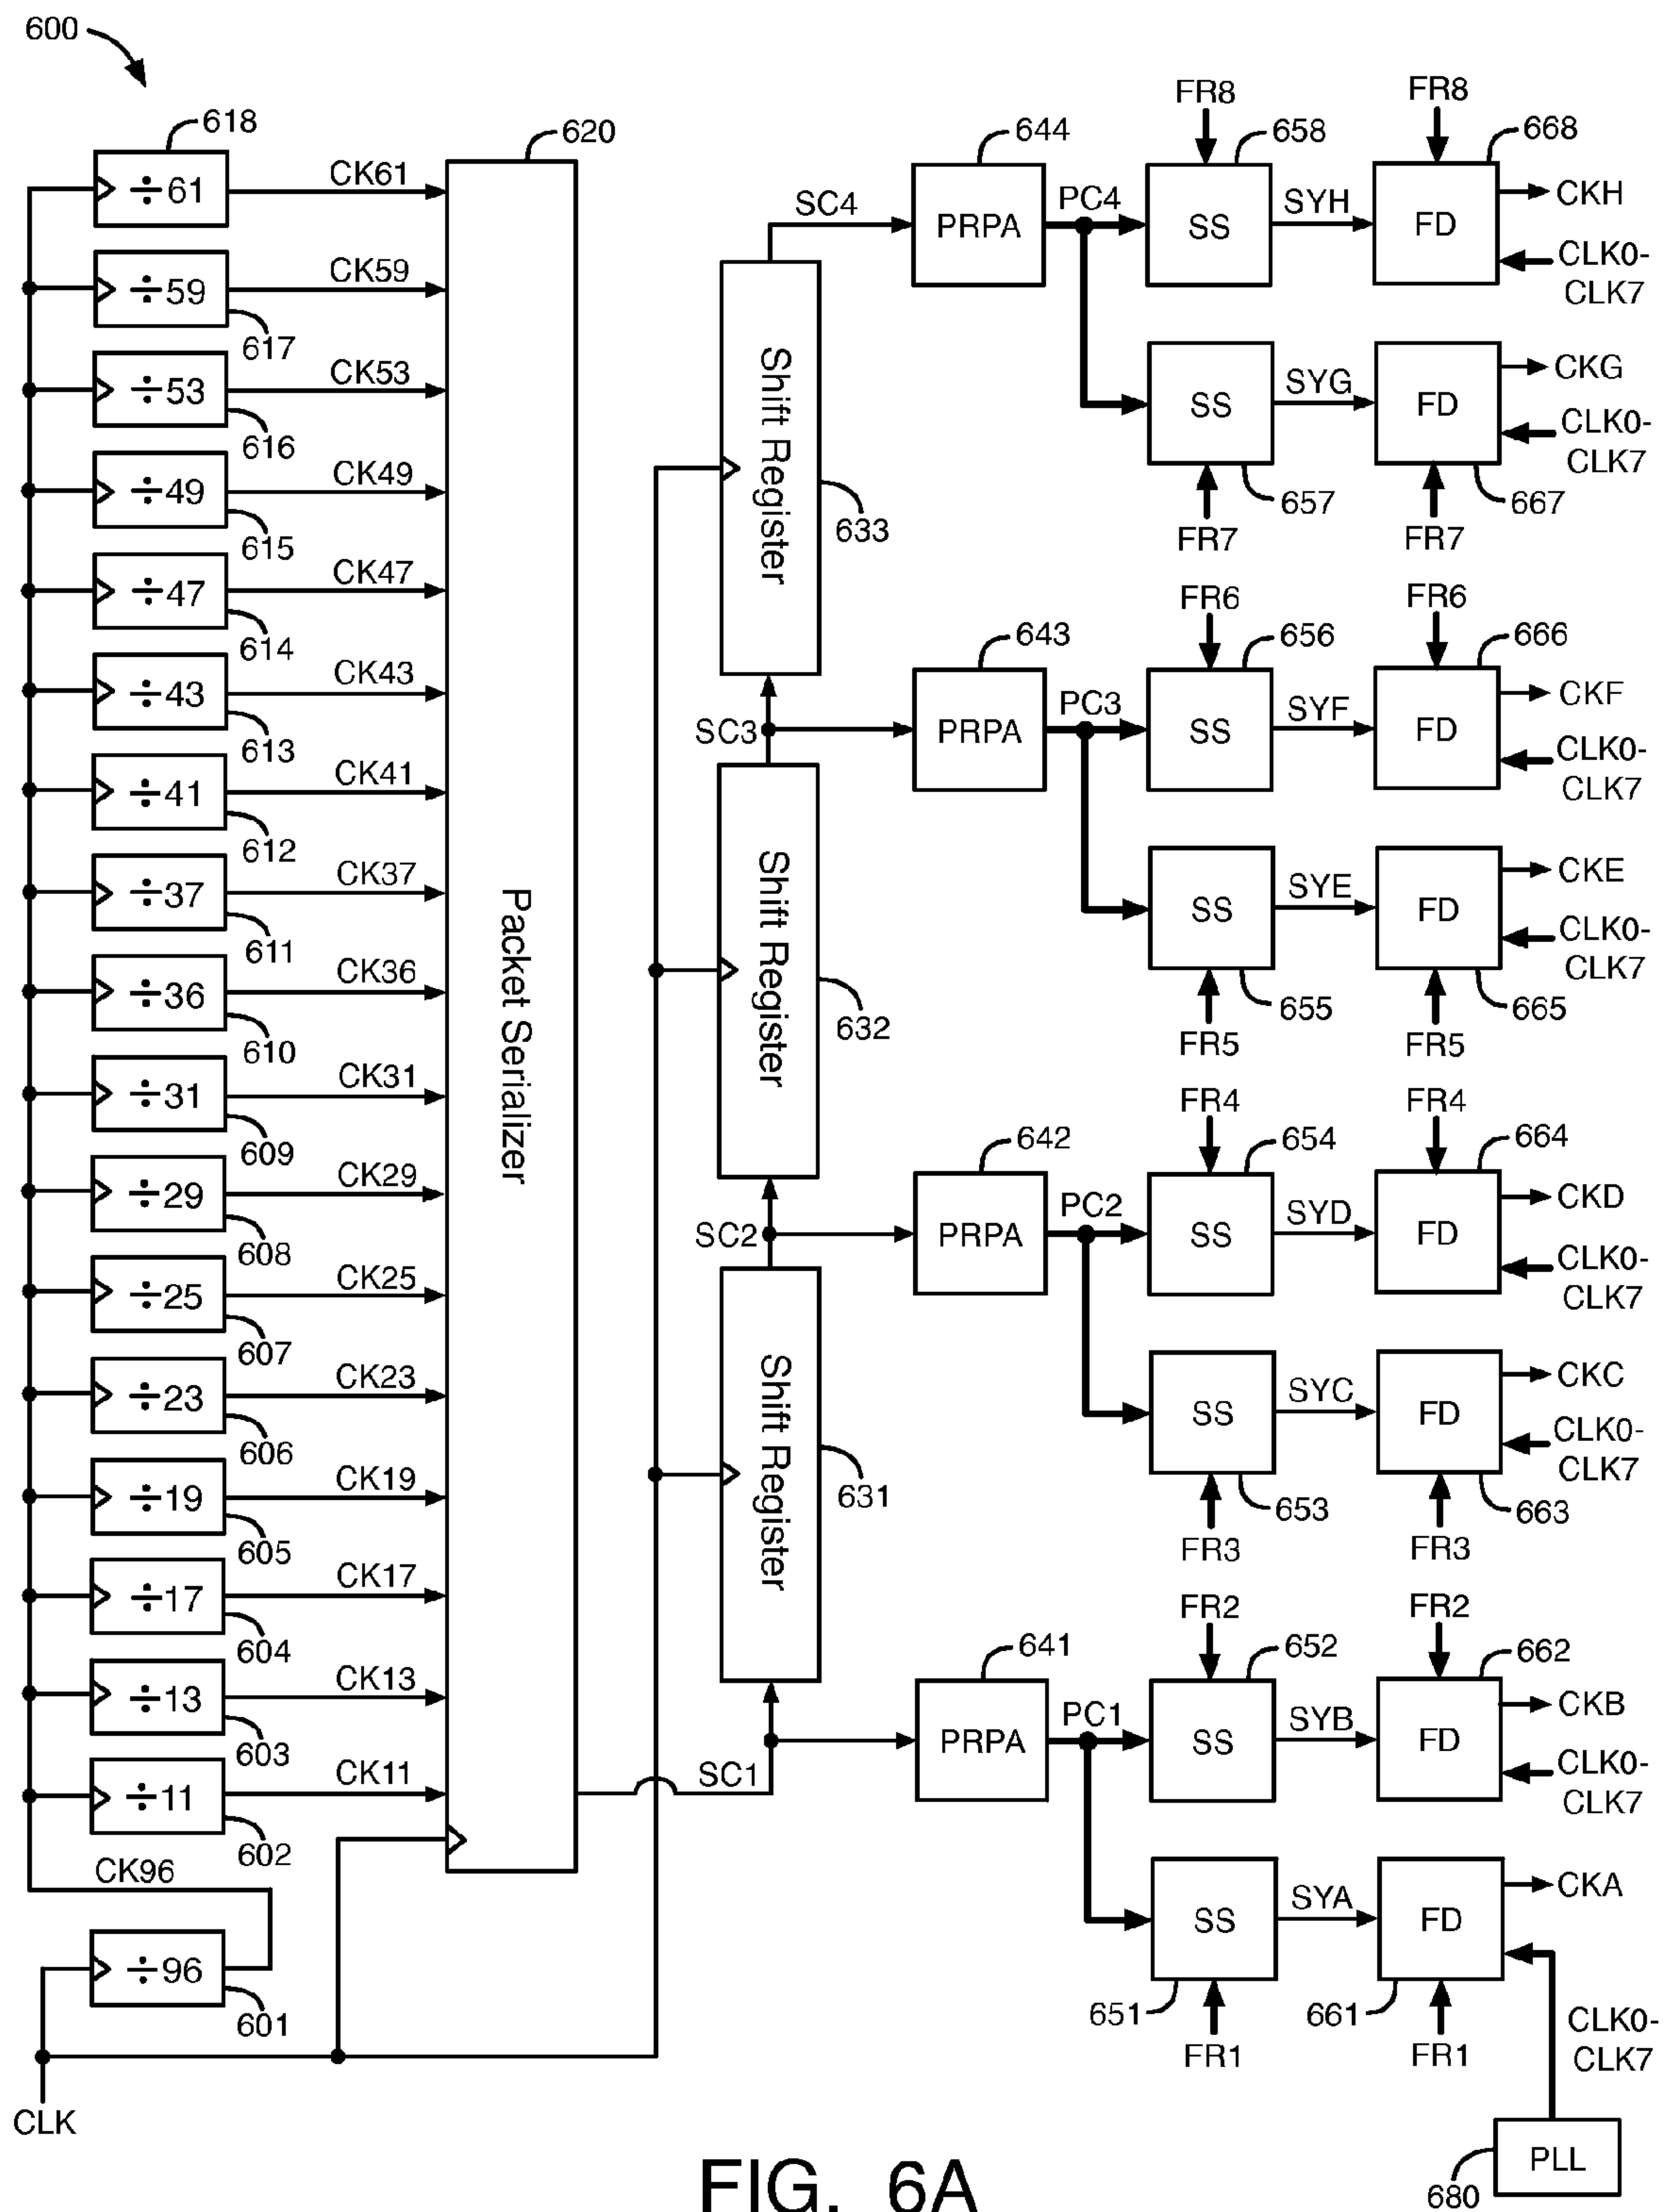 600
618
÷61
CK61
÷59
CK59
617
÷53
CK53
616
÷49
CK49
615
÷47
CK47
614
÷43
CK43
613
÷41
CK41
612
÷37
CK37
611
÷36
CK36
610
÷31
CK31
609
÷29
CK29
608
÷25
CK25
607
÷23
CK23
606
÷19
CK19
605
÷17
CK17
604
÷13
CK13
603
÷11
CK11
602
CK96
÷96
601
CLK
620
Packet Serializer
SC4
Shift Register
633
SC3
Shift Register
632
SC2
Shift Register
631
SC1
644
PRPA
PC4
FR8
658
SS
SYH
FR8
668
FD
CKH
CLK0-
CLK7
SS
SYG
657
FR7
FD
CKG
CLK0-
CLK7
667
FR7
643
PRPA
PC3
FR6
656
SS
SYF
FR6
666
FD
CKF
CLK0-
CLK7
SS
SYE
655
FR5
FD
CKE
CLK0-
CLK7
665
FR5
642
PRPA
PC2
FR4
654
SS
SYD
FR4
664
FD
CKD
CLK0-
CLK7
SS
SYC
653
FR3
FD
CKC
CLK0-
CLK7
663
FR3
641
PRPA
PC1
FR2
652
SS
SYB
FR2
662
FD
CKB
CLK0-
CLK7
SS
SYA
651
FR1
FD
CKA
661
FR1
CLK0-
CLK7
PLL
680
FIG. 6A